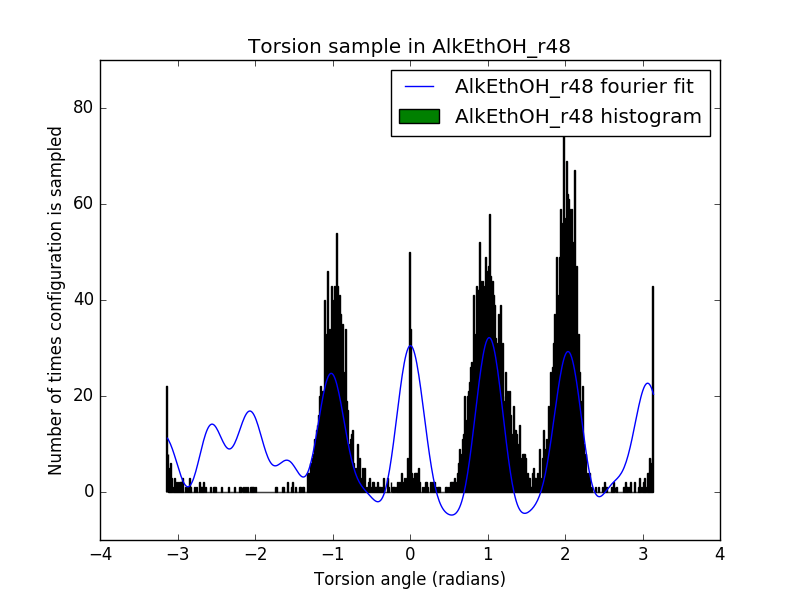 Torsion sample in AlkEthOH_r48
AlkEthOH_r48 fourier fit
AlkEthOH_r48 histogram
Number of times configuration is sampled
80
60
40
20
0
−4 −3 −2 −1 0 1 2 3 4
Torsion angle (radians)